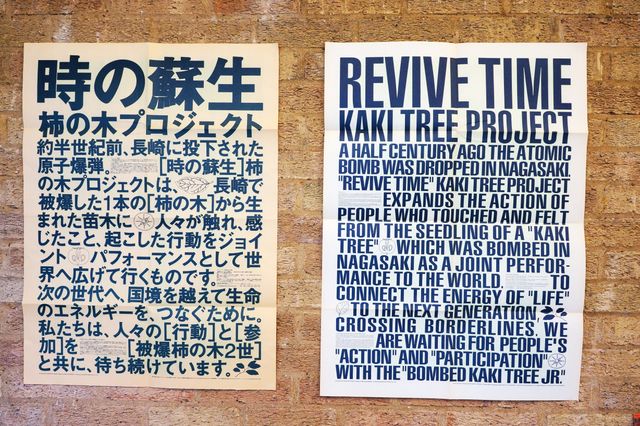 時の蘇生
柿の木プロジェクト
約半世紀前、長崎に投下された
原子爆弾。[時の蘇生]柿
の木プロジェクトは、長崎で
被爆した1本の[柿の木]から生
まれた苗木に人々が触れ、感
じたこと、起こした行動をジョイ
ントパフォーマンスとして世
界へ広げて行くものです。
次の世代へ、国境を越えて生命
のエネルギーを、つなぐために。
私たちは、人々の[行動]と[参
加]を[被爆柿の木2世]
と共に、待ち続けています。
REVIVE TIME
KAKI TREE PROJECT
A HALF CENTURY AGO THE ATOMIC
BOMB WAS DROPPED IN NAGASAKI.
"REVIVE TIME" KAKI TREE PROJECT
EXPANDS THE ACTION OF
PEOPLE WHO TOUCHED AND FELT
FROM THE SEEDLING OF A "KAKI
TREE" WHICH WAS BOMBED IN
NAGASAKI AS A JOINT PERFOR-
MANCE TO THE WORLD. TO
CONNECT THE ENERGY OF "LIFE"
TO THE NEXT GENERATION,
CROSSING BORDERLINES, WE
ARE WAITING FOR PEOPLE'S
"ACTION" AND "PARTICIPATION"
WITH THE "BOMBED KAKI TREE JR."